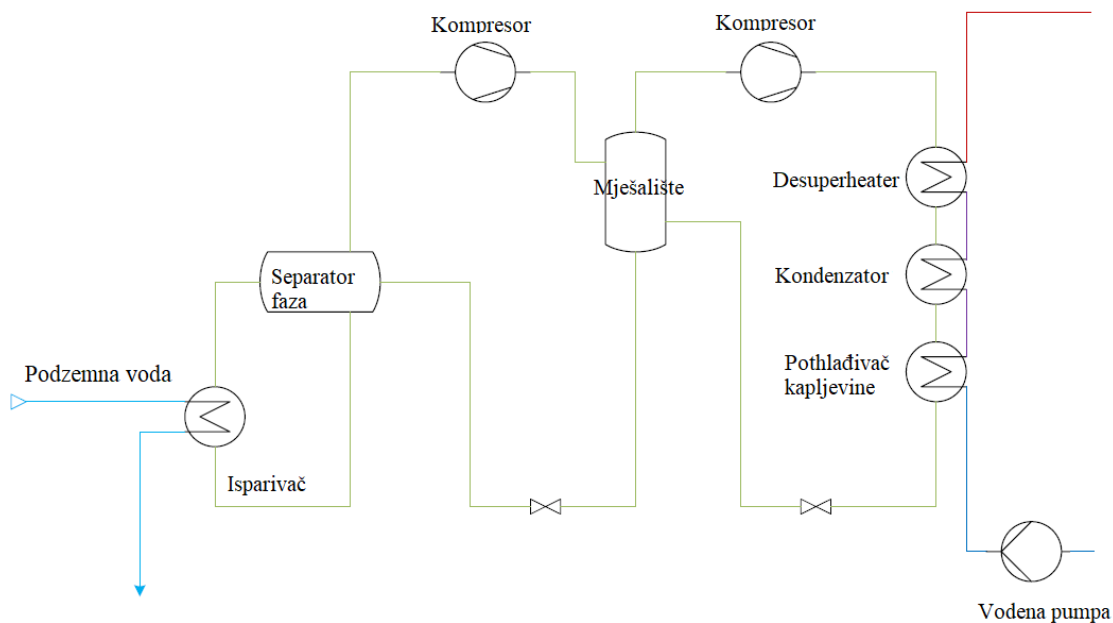 Kompresor
Kompresor
Mješalište
Desuperheater
Separator
faza
Kondenzator
Podzemna voda
Pothlađivač
kapljevine
Isparivač
Vodena pumpa